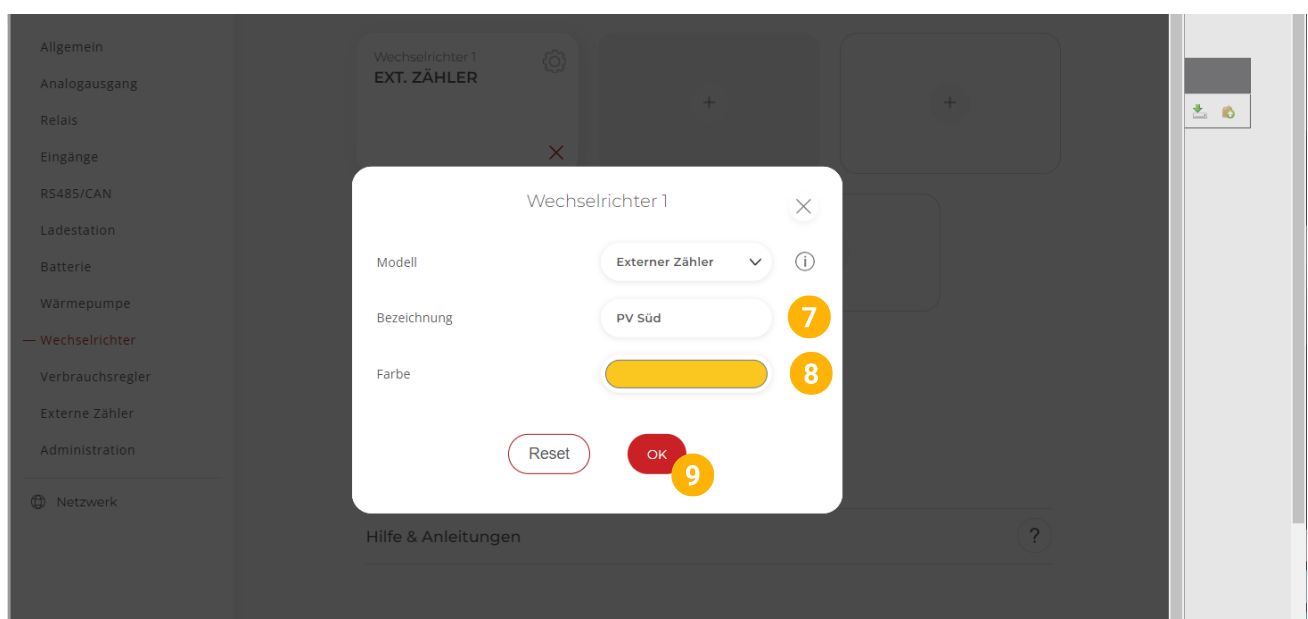 Allgemein
Analogausgang
Relais
Eingänge
RS485/CAN
Ladestation
Batterie
Wärmepumpe
Wechselrichter
Verbrauchsregler
Externe Zähler
Administration
Netzwerk
Wechselrichter 1
EXT. ZÄHLER
+
+
Wechselrichter 1
Modell Externer Zähler
Bezeichnung PV Süd 7
Farbe 8
Reset OK 9
Hilfe & Anleitungen ?